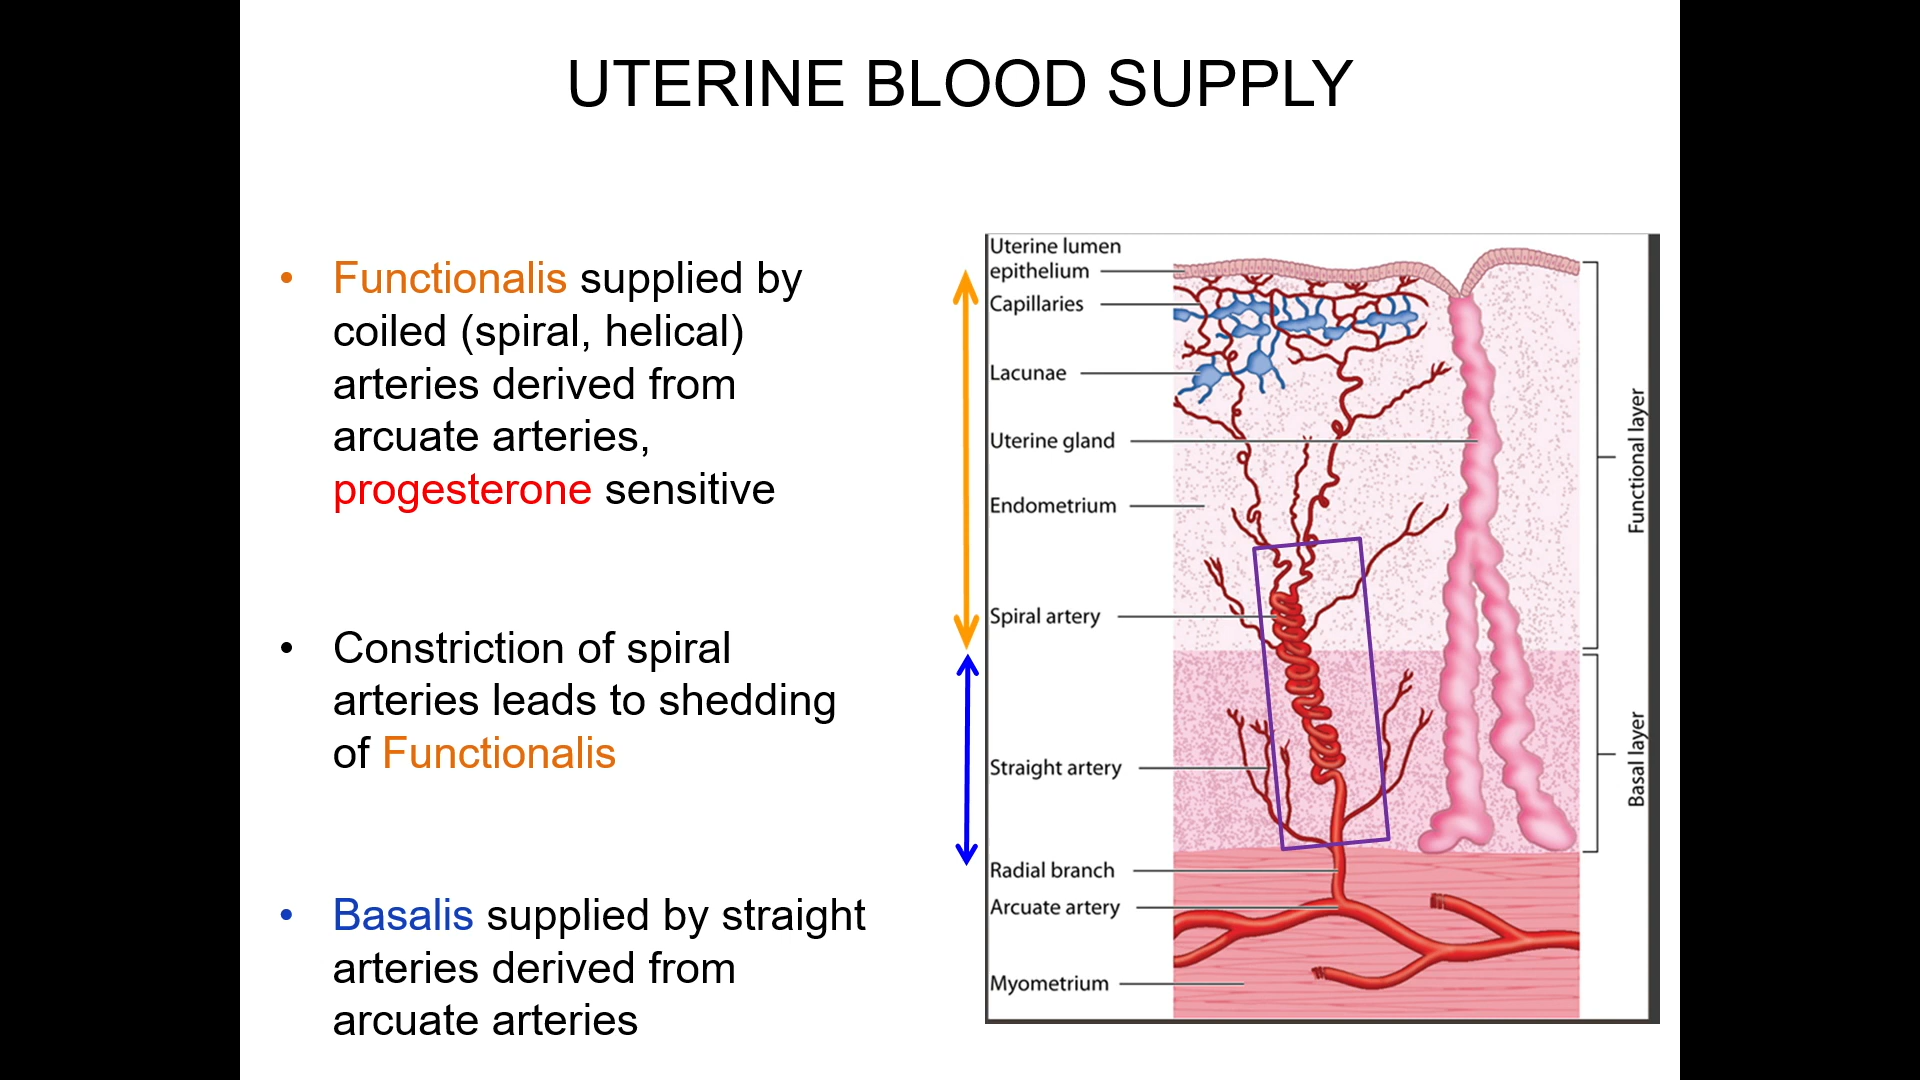 UTERINE BLOOD SUPPLY
• Functionalis supplied by
coiled (spiral, helical)
arteries derived from
arcuate arteries,
progesterone sensitive
• Constriction of spiral
arteries leads to shedding
of Functionalis
• Basalis supplied by straight
arteries derived from
arcuate arteries
Uterine lumen
epithelium
Capillaries
Lacunae
Uterine gland
Endometrium
Spiral artery
Straight artery
Radial branch
Arcuate artery
Myometrium
Functional layer
Basal layer